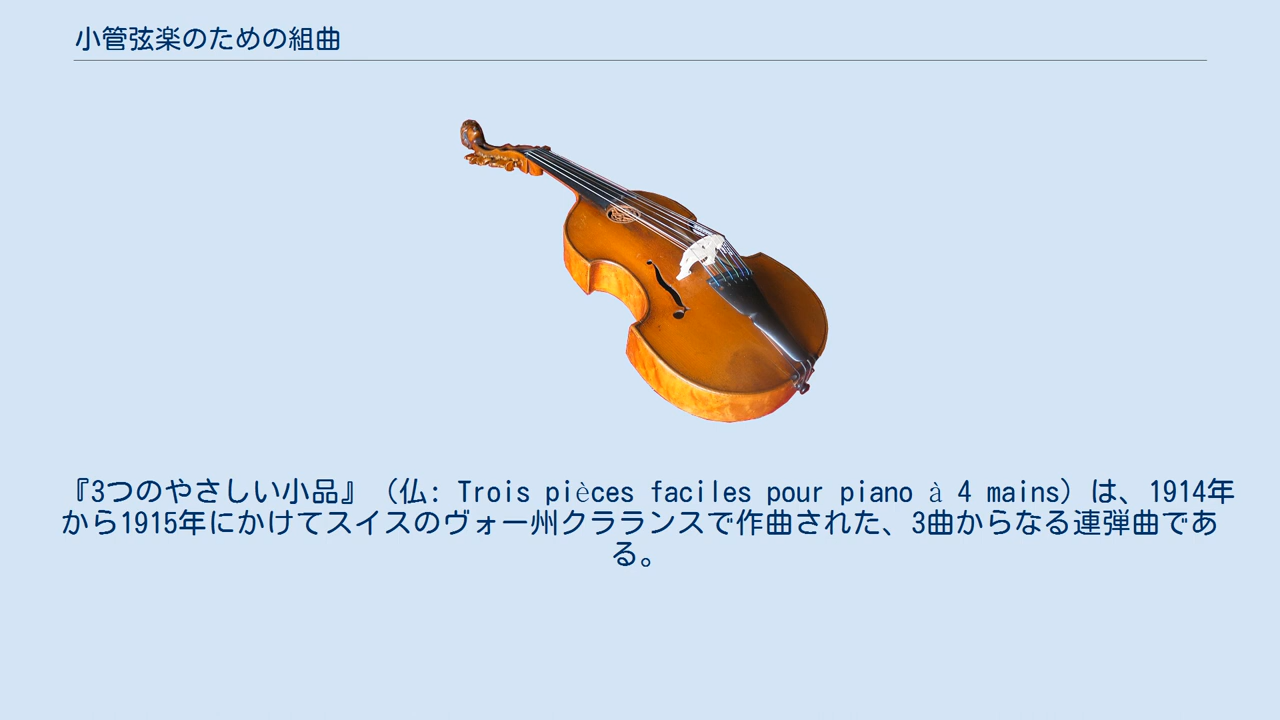 小管弦楽のための組曲
『3つのやさしい小品』（仏: Trois pièces faciles pour piano à 4 mains）は、1914年
から1915年にかけてスイスのヴォー州クラランスで作曲された、3曲からなる連弾曲であ
る。